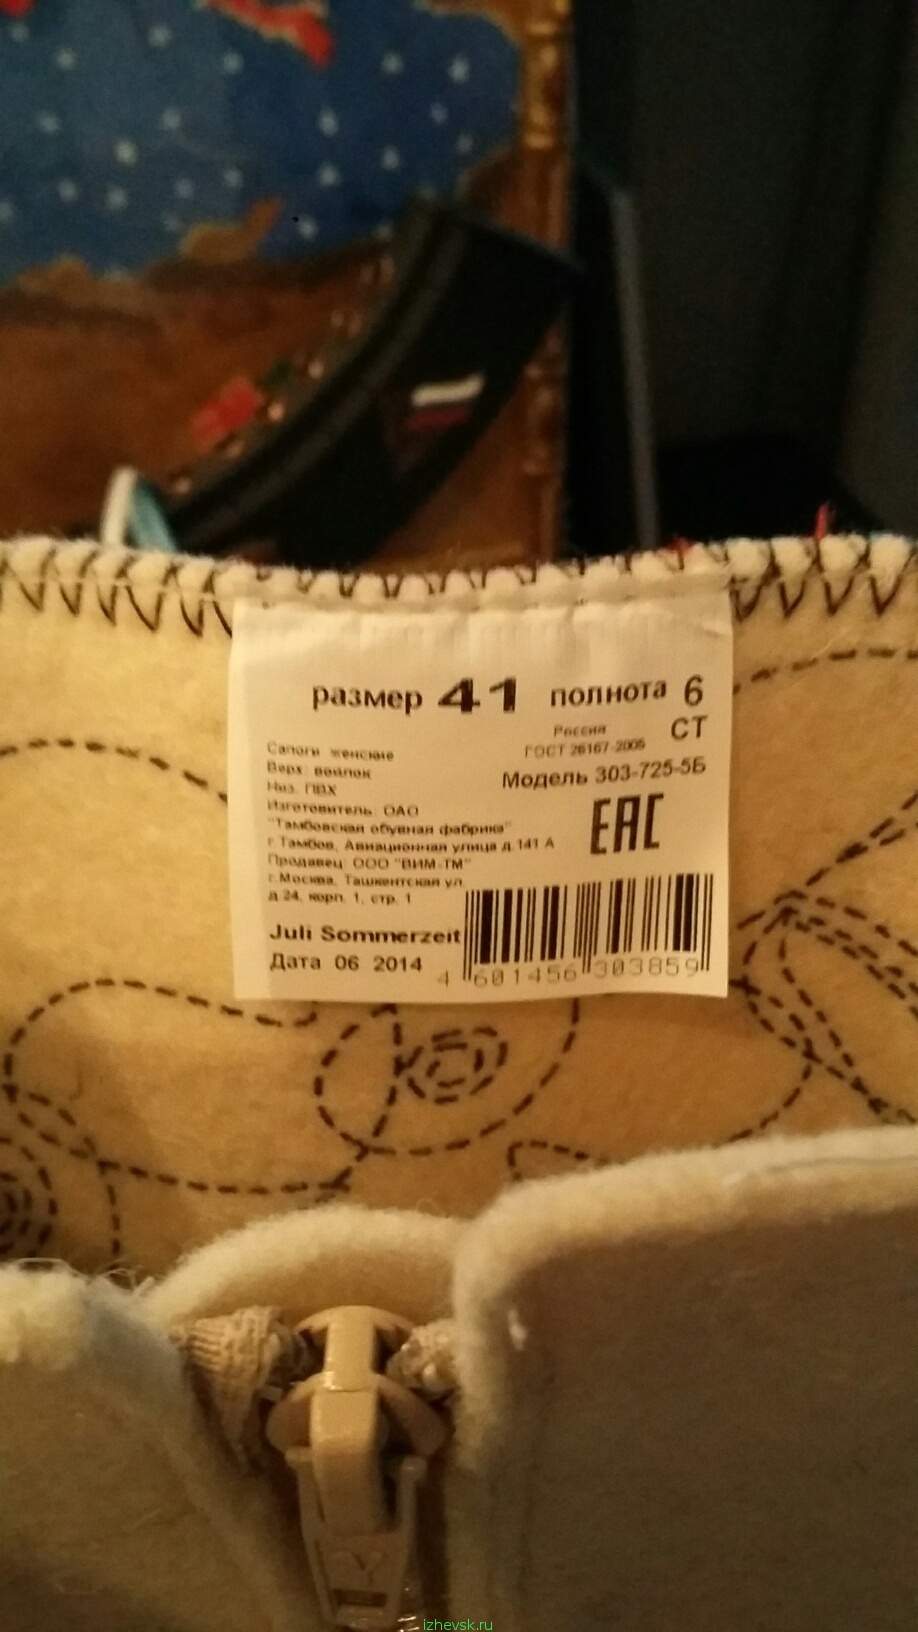 размер 41 полнота 6
Россия СТ
ГОСТ 26167-2005
Модель 303-725-5Б
Сапоги женские
Верх: войлок
Низ: ПВХ
Изготовитель: ОАО
"Тамбовская обувная фабрика"
г.Тамбов, Авиационная улица д.141 А
Продавец: ООО "ВИМ-ТМ"
г.Москва, Ташкентская ул.
д.24, корп. 1, стр. 1
EAC
Juli Sommerzeit
Дата 06 2014
4 601456 303859
izhevsk.ru